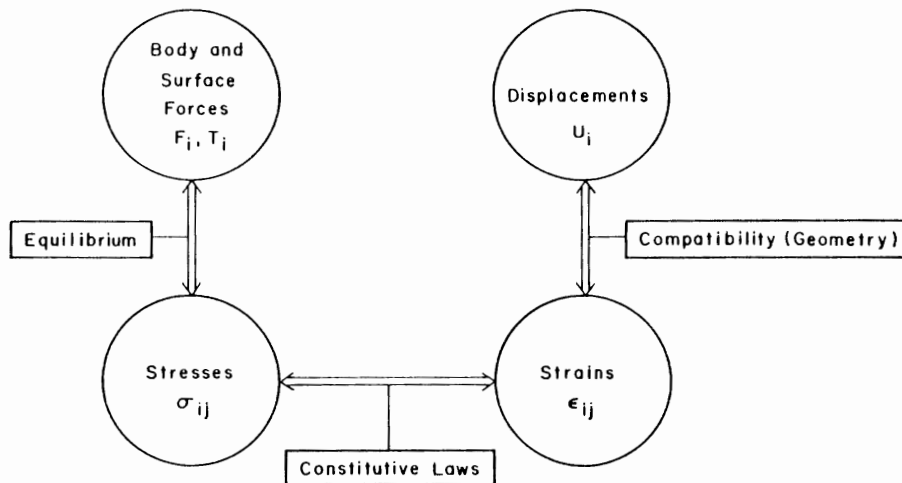 Body and
Surface
Forces
F_i, T_i
Displacements
U_i
Equilibrium
Compatibility (Geometry)
Stresses
σ_ij
Strains
ϵ_ij
Constitutive Laws